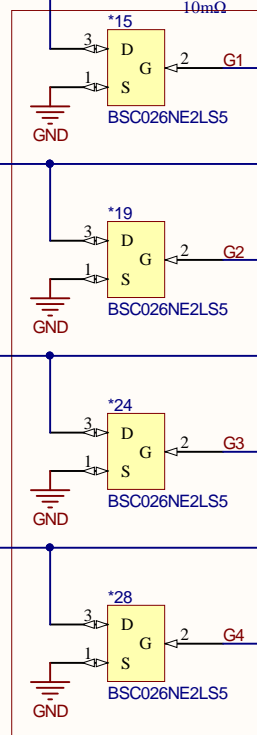 10mΩ
*15
3 D
G 2 G1
1 S
GND
BSC026NE2LS5
*19
3 D
G 2 G2
1 S
GND
BSC026NE2LS5
*24
3 D
G 2 G3
1 S
GND
BSC026NE2LS5
*28
3 D
G 2 G4
1 S
GND
BSC026NE2LS5